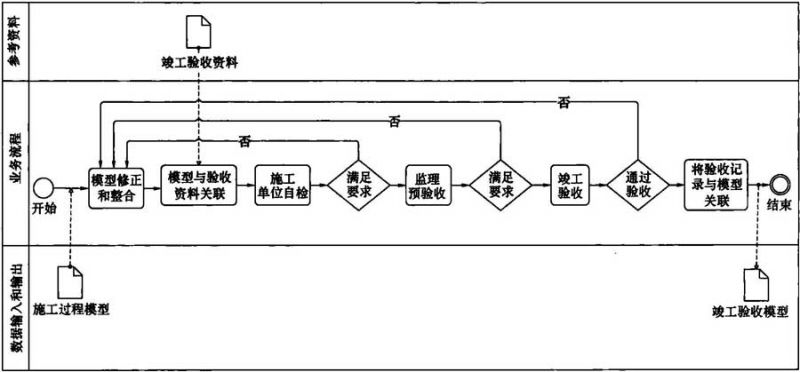 参考资料
竣工验收资料
业务流程
否
否
否
开始
模型修正
和整合
模型与验收
资料关联
施工
单位自检
满足
要求
监理
预验收
满足
要求
竣工
验收
通过
验收
将验收记
录与模型
关联
结束
数据输入和输出
施工过程模型
竣工验收模型